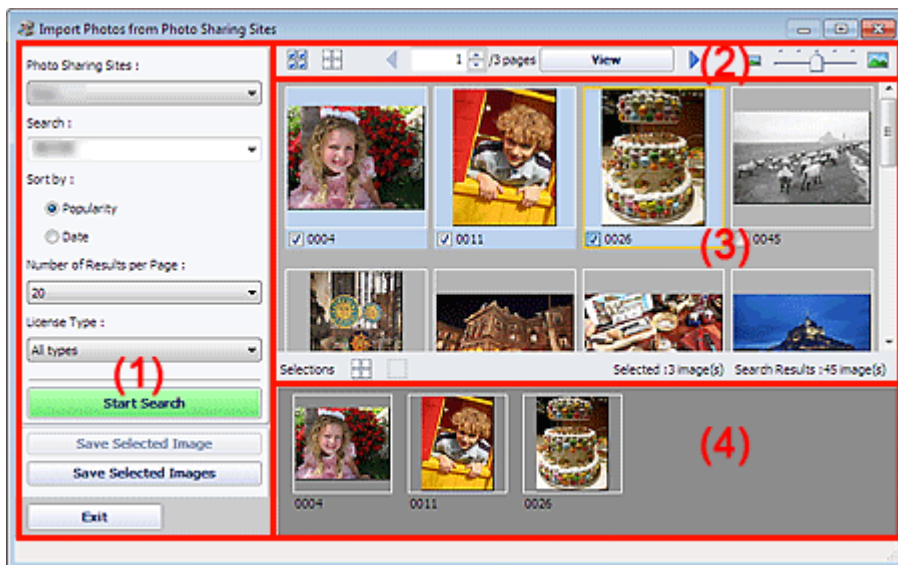 Import Photos from Photo Sharing Sites
Photo Sharing Sites :
Search :
Sort by :
Popularity
Date
Number of Results per Page :
20
License Type :
All types
(1)
Start Search
Save Selected Image
Save Selected Images
Exit
1 /3 pages View (2)
0004 0011 0026 0045
(3)
Selections Selected :3 image(s) Search Results :45 image(s)
(4)
0004 0011 0026